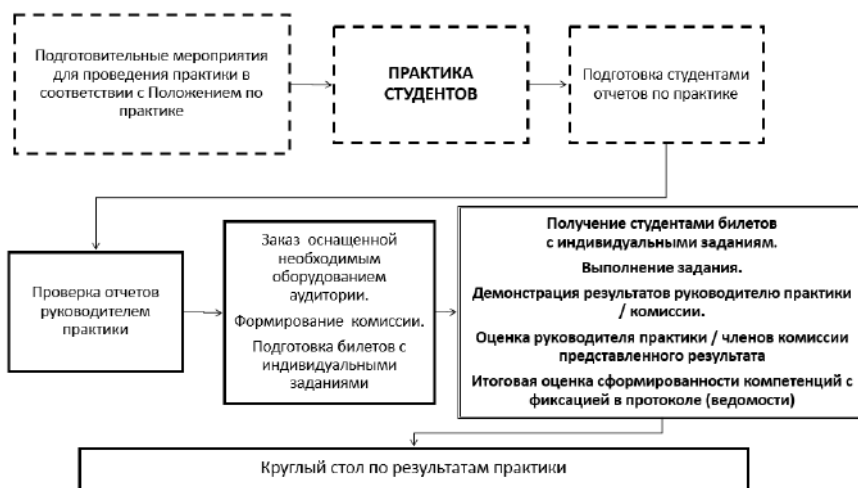 Подготовительные мероприятия
для проведения практики в
соответствии с Положением по
практике
ПРАКТИКА
СТУДЕНТОВ
Подготовка студентами
отчетов по практике
Проверка отчетов
руководителем
практики
Заказ оснащенной
необходимым
оборудованием
аудитории.
Формирование комиссии.
Подготовка билетов с
индивидуальными
заданиями
Получение студентами билетов
с индивидуальными заданиям.
Выполнение задания.
Демонстрация результатов руководителю практики
/ комиссии.
Оценка руководителя практики / членов комиссии
представленного результата
Итоговая оценка сформированности компетенций с
фиксацией в протоколе (ведомости)
Круглый стол по результатам практики